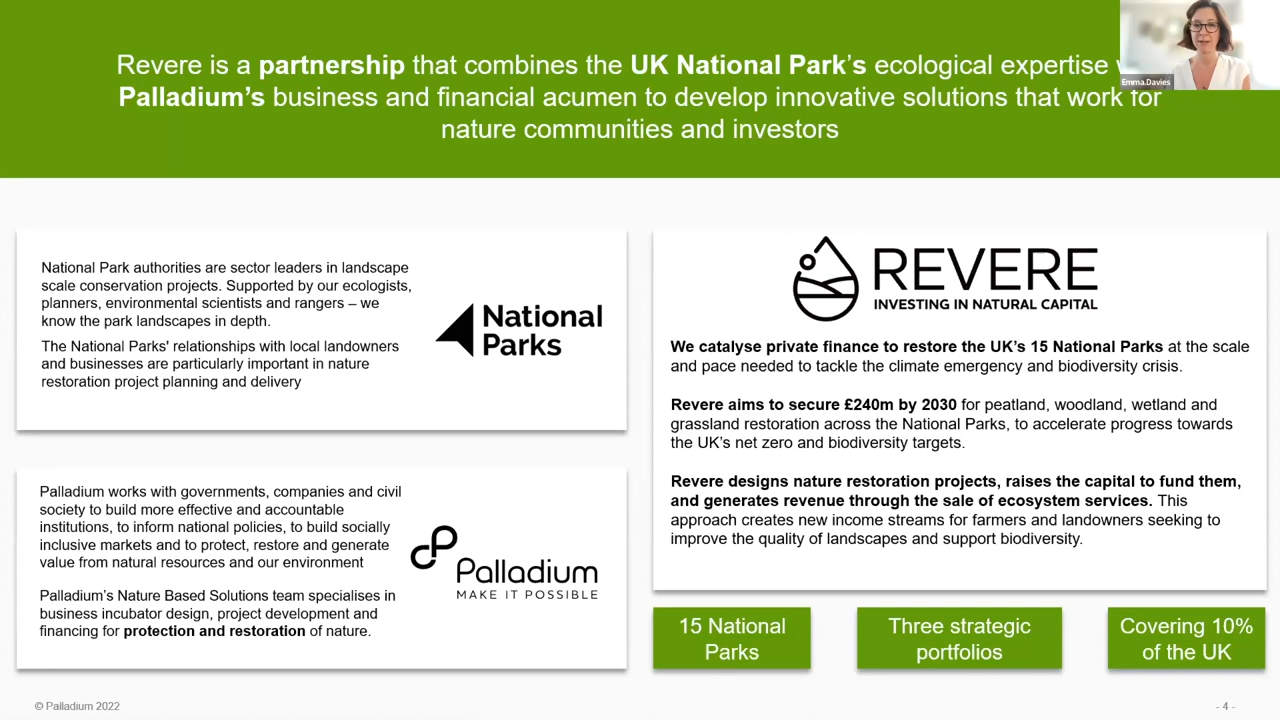 Revere is a partnership that combines the UK National Park's ecological expertise
Palladium's business and financial acumen to develop innovative solutions that work for
nature communities and investors
Emma.Davies
National Park authorities are sector leaders in landscape
scale conservation projects. Supported by our ecologists,
planners, environmental scientists and rangers – we
know the park landscapes in depth.
The National Parks' relationships with local landowners
and businesses are particularly important in nature
restoration project planning and delivery
National
Parks
Palladium works with governments, companies and civil
society to build more effective and accountable
institutions, to inform national policies, to build socially
inclusive markets and to protect, restore and generate
value from natural resources and our environment
Palladium's Nature Based Solutions team specialises in
business incubator design, project development and
financing for protection and restoration of nature.
Palladium
MAKE IT POSSIBLE
REVERE
INVESTING IN NATURAL CAPITAL
We catalyse private finance to restore the UK's 15 National Parks at the scale
and pace needed to tackle the climate emergency and biodiversity crisis.
Revere aims to secure £240m by 2030 for peatland, woodland, wetland and
grassland restoration across the National Parks, to accelerate progress towards
the UK's net zero and biodiversity targets.
Revere designs nature restoration projects, raises the capital to fund them,
and generates revenue through the sale of ecosystem services. This
approach creates new income streams for farmers and landowners seeking to
improve the quality of landscapes and support biodiversity.
15 National
Parks
Three strategic
portfolios
Covering 10%
of the UK
© Palladium 2022
- 4 -